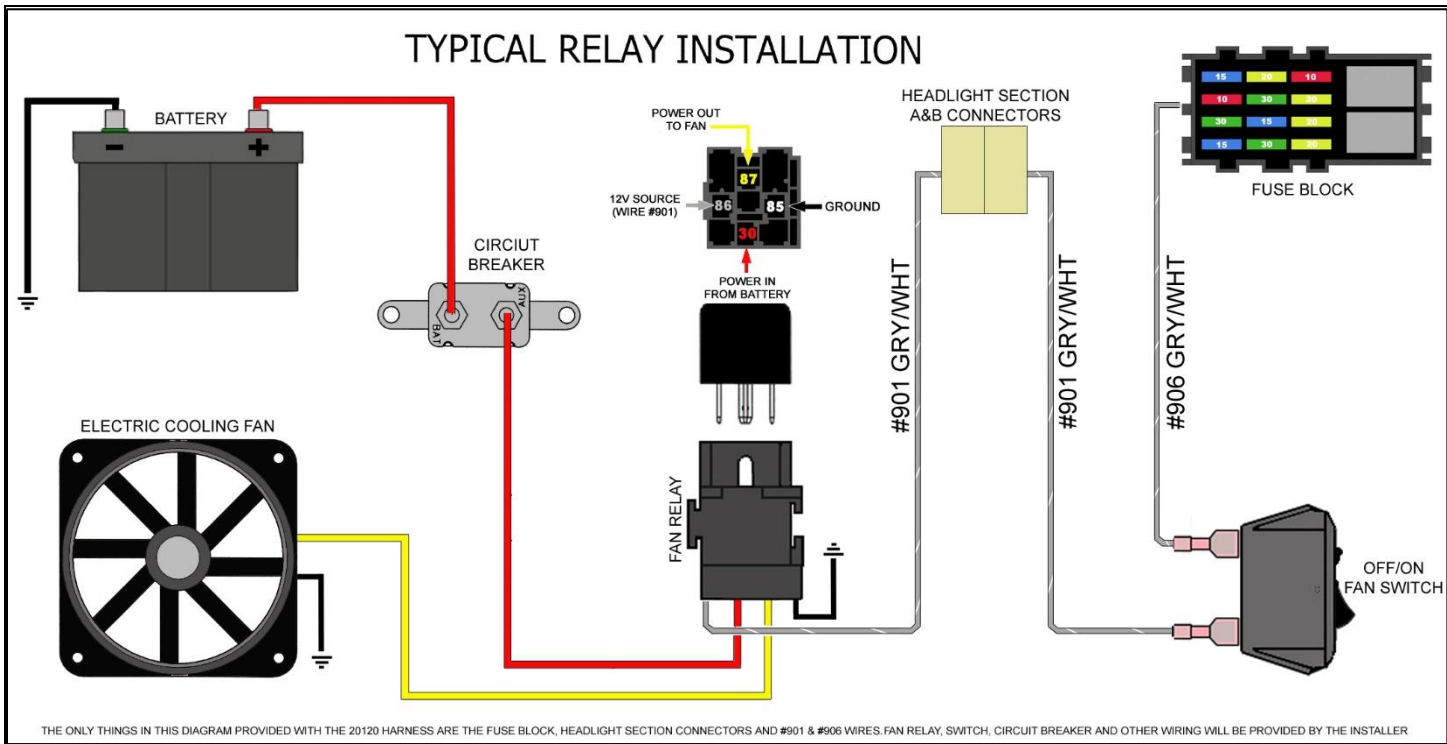 TYPICAL RELAY INSTALLATION
BATTERY
-
+
CIRCIUT
BREAKER
BAT
AUX
ELECTRIC COOLING FAN
POWER OUT
TO FAN
87
12V SOURCE
(WIRE #901)
86
85
GROUND
30
POWER IN
FROM BATTERY
FAN RELAY
HEADLIGHT SECTION
A&B CONNECTORS
#901 GRY/WHT
#901 GRY/WHT
#906 GRY/WHT
15 20 10
10 30 20
30 15 20
15 30 20
FUSE BLOCK
OFF/ON
FAN SWITCH
THE ONLY THINGS IN THIS DIAGRAM PROVIDED WITH THE 20120 HARNESS ARE THE FUSE BLOCK, HEADLIGHT SECTION CONNECTORS AND #901 & #906 WIRES. FAN RELAY, SWITCH, CIRCUIT BREAKER AND OTHER WIRING WILL BE PROVIDED BY THE INSTALLER